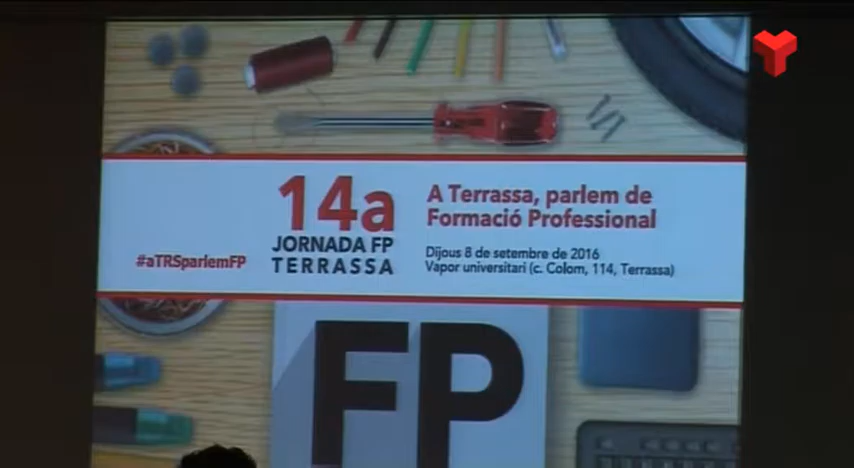 14a
JORNADA FP
TERRASSA
#aTRSparlemFP
A Terrassa, parlem de
Formació Professional
Dijous 8 de setembre de 2016
Vapor universitari (c. Colom, 114, Terrassa)
FP